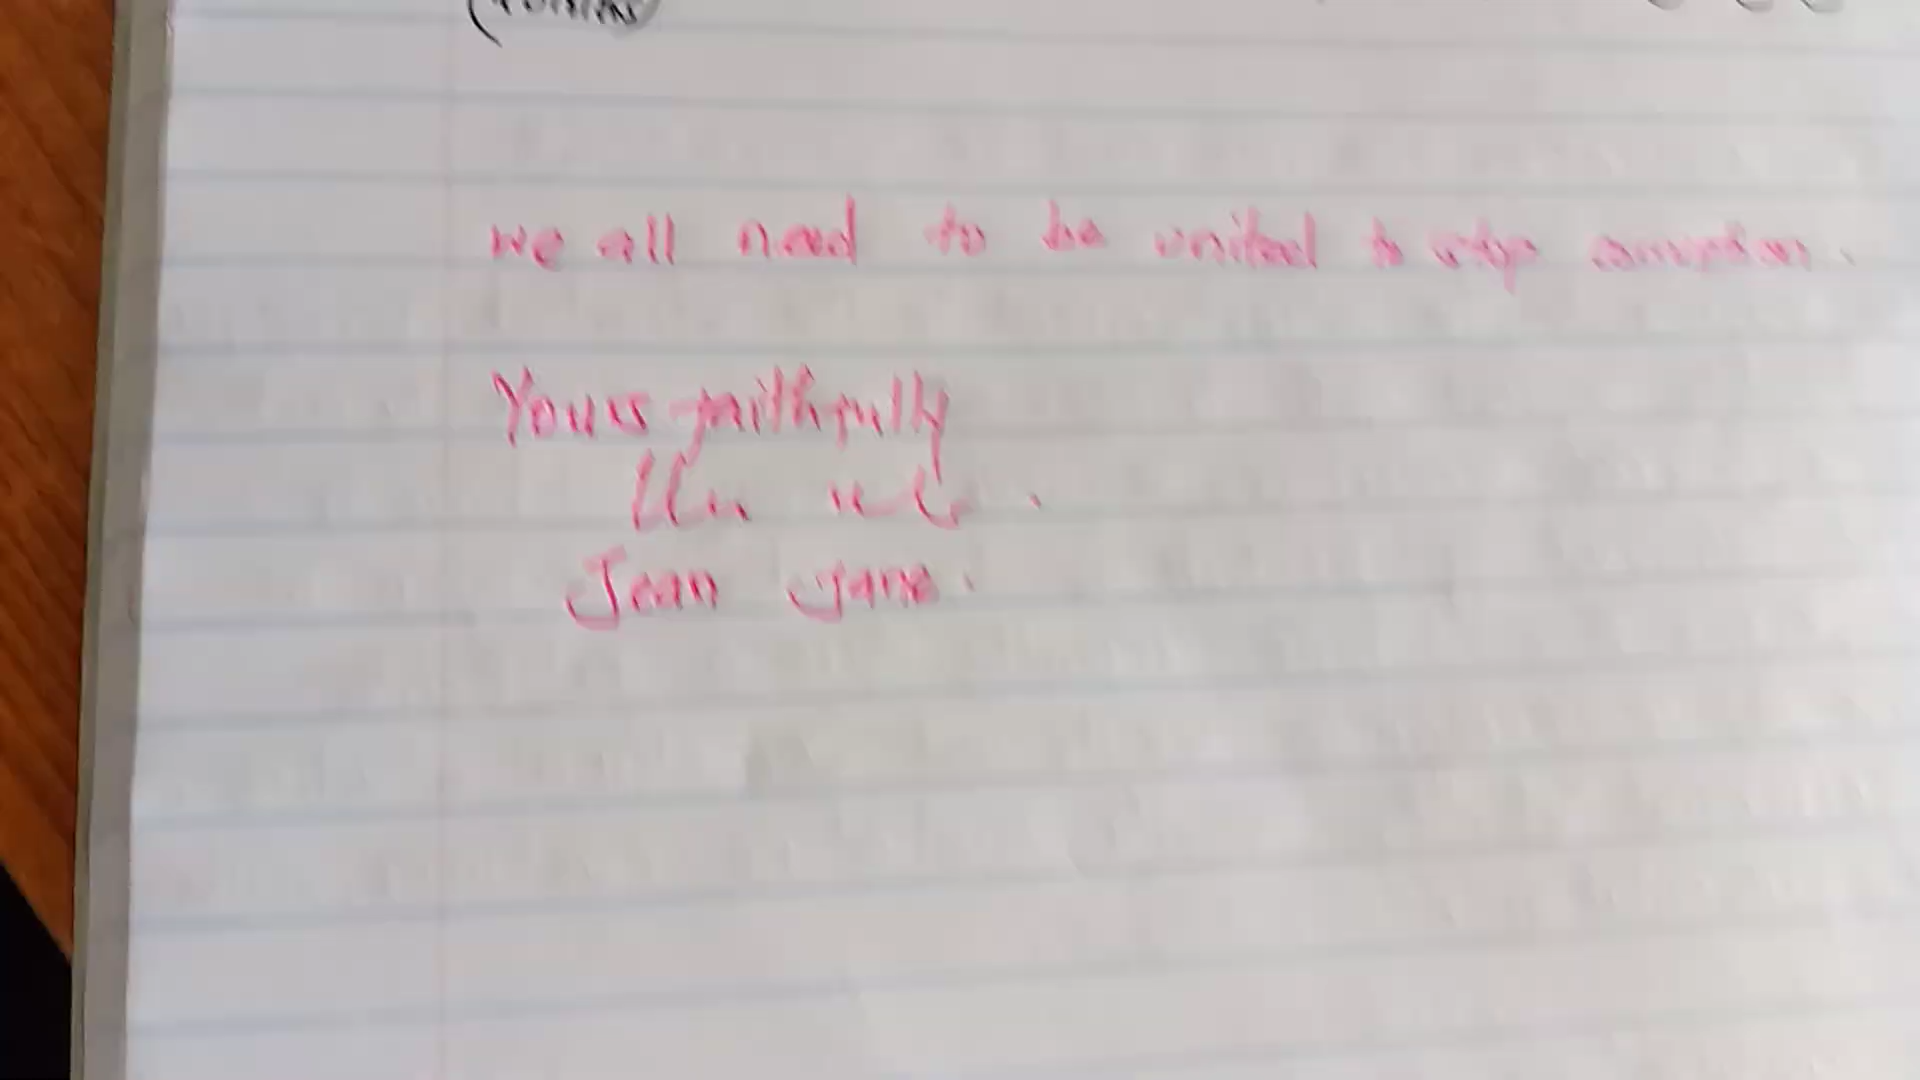 we all need to be united to stop corruption.
Yours faithfully
Jean Jane.